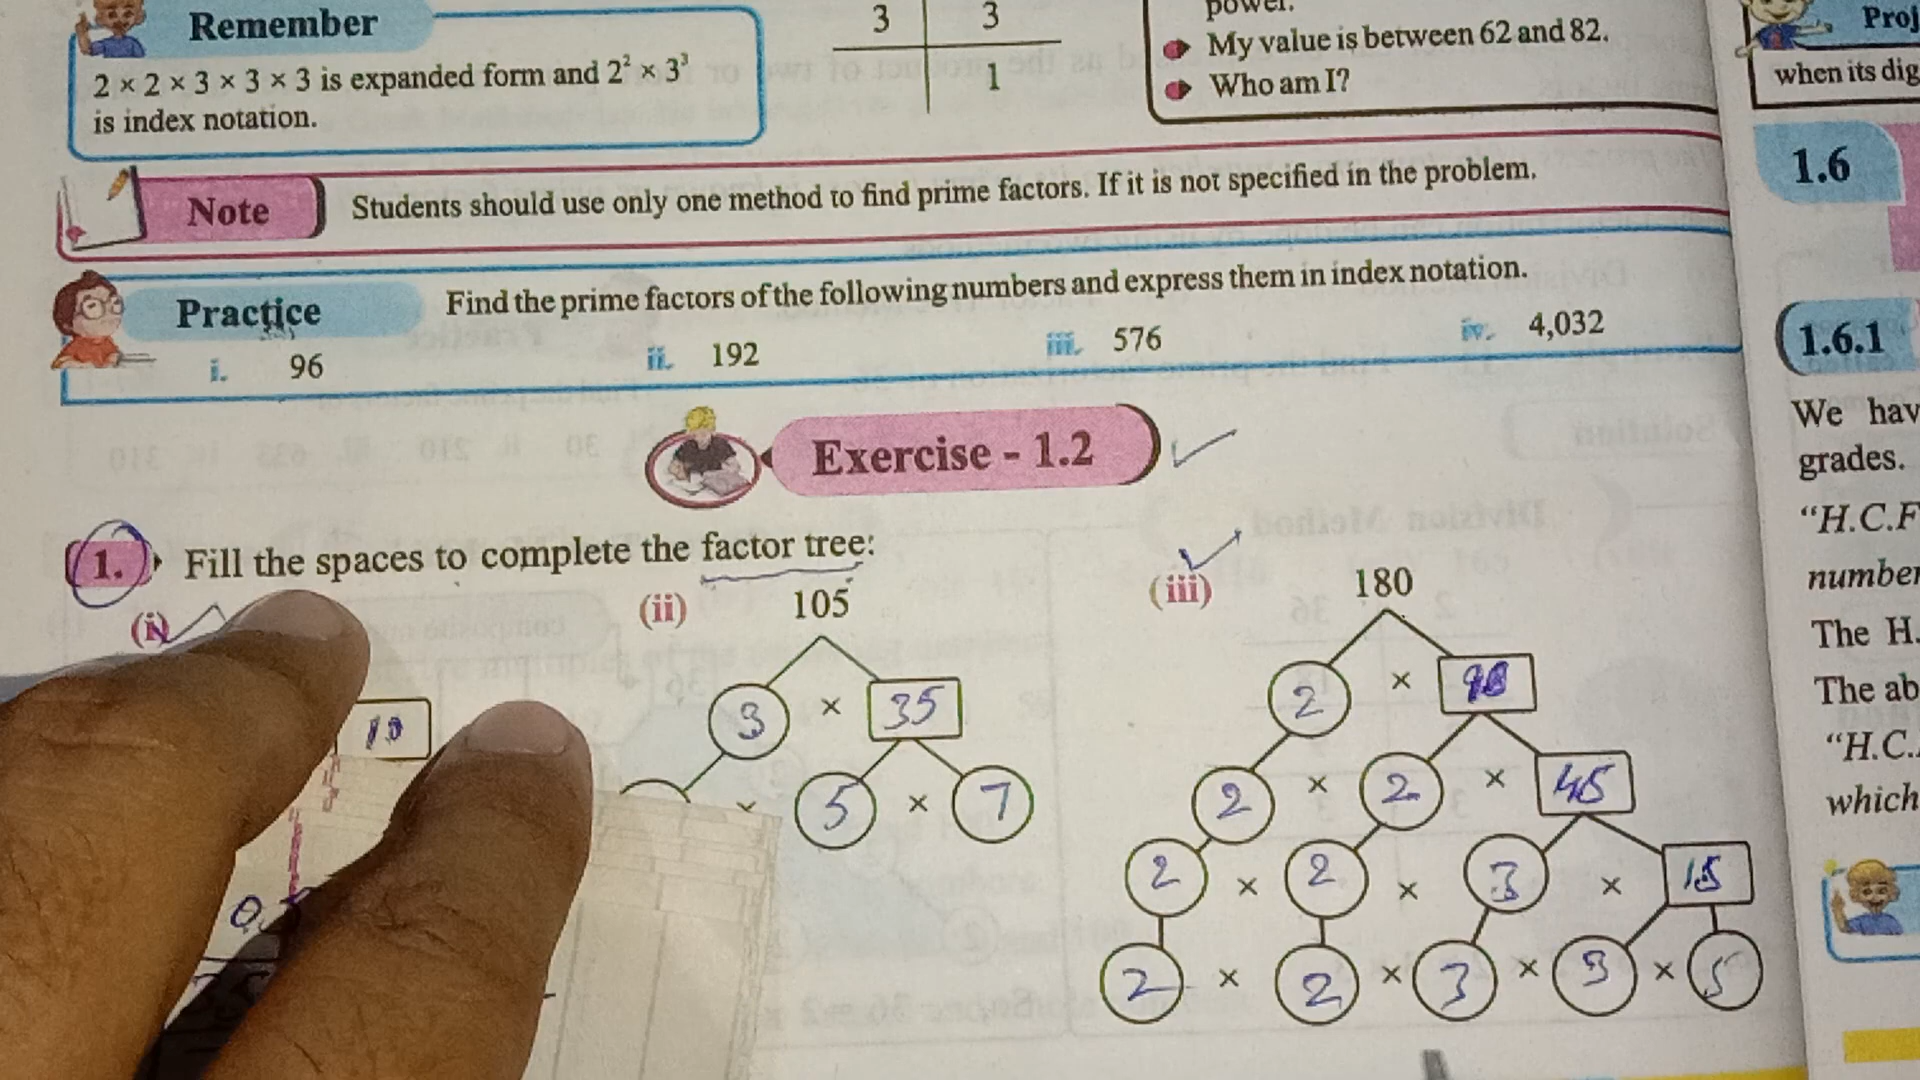 Remember
2 × 2 × 3 × 3 × 3 is expanded form and 2² × 3³
is index notation.
3 3
1
My value is between 62 and 82.
Who am I?
Proj
when its dig
1.6
Note Students should use only one method to find prime factors. If it is not specified in the problem.
Practice Find the prime factors of the following numbers and express them in index notation.
i. 96 ii. 192 iii. 576 iv. 4,032
1.6.1
We hav
grades.
"H.C.F
number
The H.
The ab
"H.C.
which
Exercise - 1.2
1. Fill the spaces to complete the factor tree:
(i) (ii) 105 (iii) 180
3 × 35
5 × 7
2 × 90
2 × 2 × 45
2 × 2 × 3 × 15
2 × 2 × 3 × 3 × 5